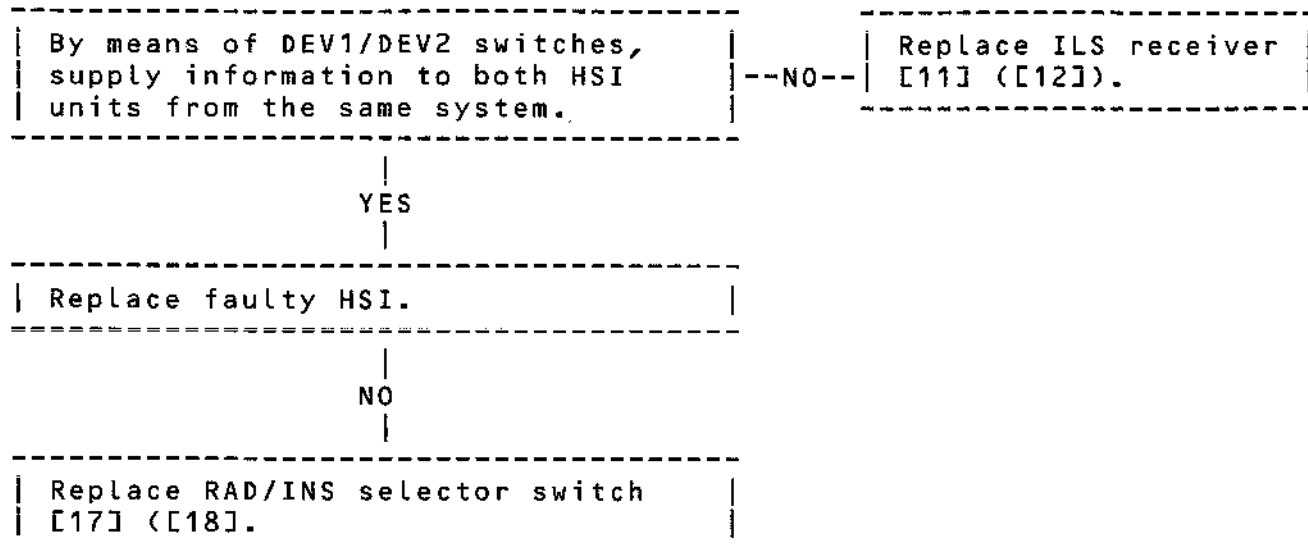 By means of DEV1/DEV2 switches,
supply information to both HSI
units from the same system.
--NO--
Replace ILS receiver
[11] ([12]).
YES
Replace faulty HSI.
NO
Replace RAD/INS selector switch
[17] ([18].